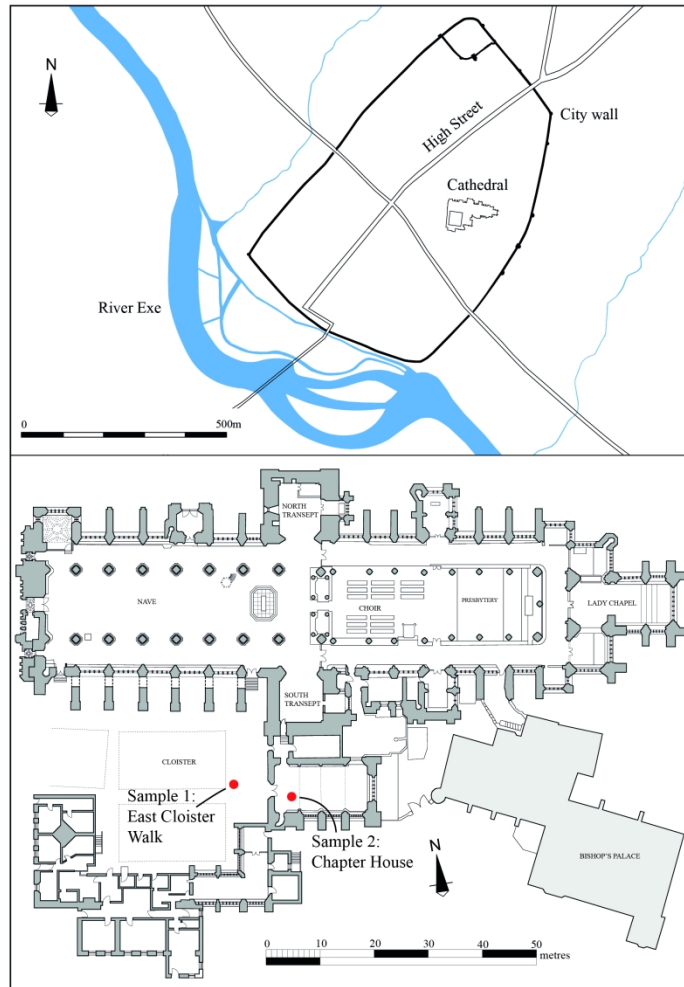 N
High Street
City wall
Cathedral
River Exe
0
500m
NORTH
TRANSEPT
NAVE
CHOIR
PRESBYTERY
LADY CHAPEL
SOUTH
TRANSEPT
CLOISTER
Sample 1:
East Cloister
Walk
Sample 2:
Chapter House
N
BISHOP'S PALACE
0
10
20
30
40
50
metres